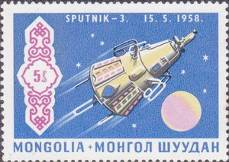 SPUTNIK-3. 15. 5. 1958.
5₮
MONGOLIA • МОНГОЛ ШУУДАН